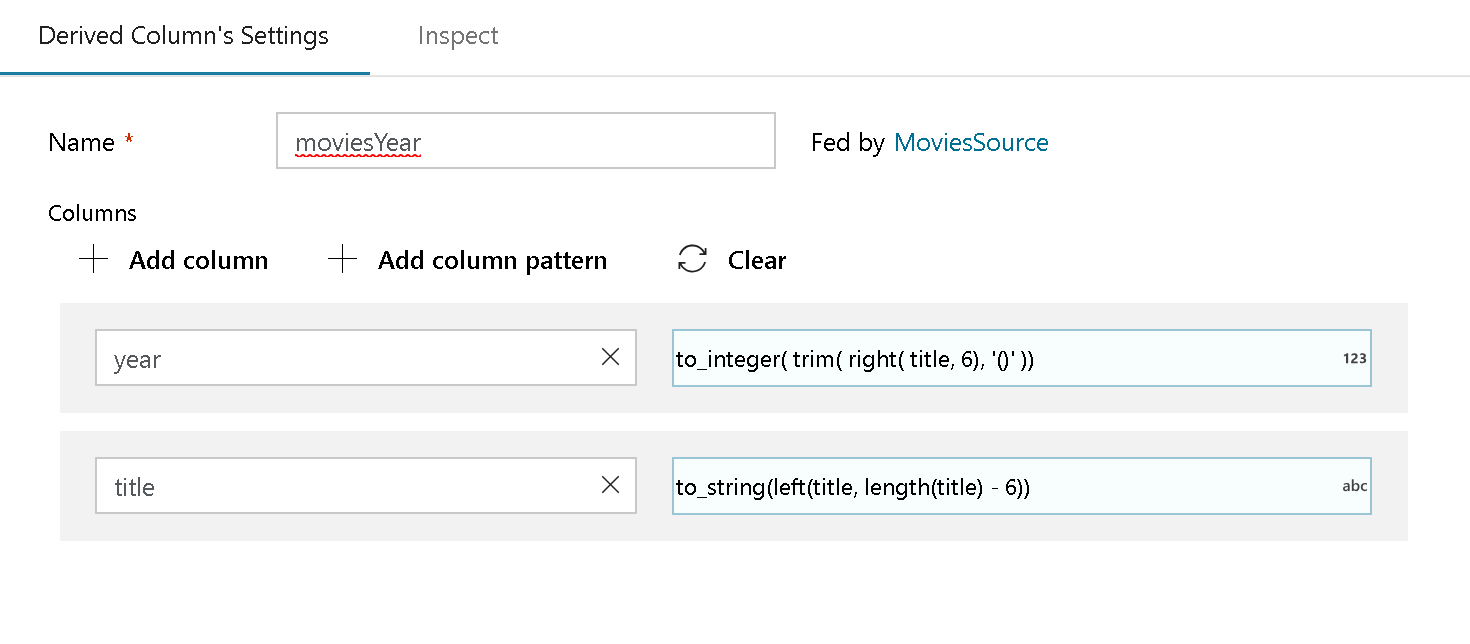 Derived Column's Settings Inspect
Name * moviesYear Fed by MoviesSource
Columns
Add column Add column pattern Clear
year to_integer( trim( right( title, 6), '()' )) 123
title to_string(left(title, length(title) - 6)) abc